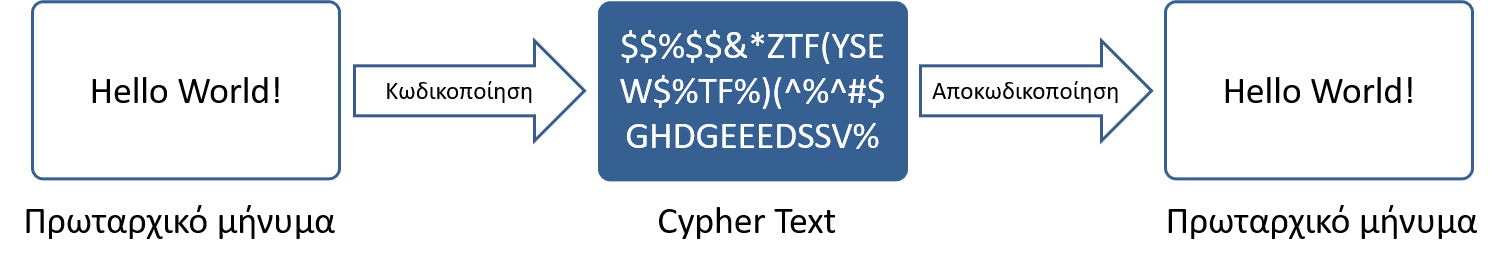 Hello World!
Κωδικοποίηση
$$%$$&*ZTF(YSE
W$%TF%)(^%^#$
GHDGEEEDSSV%
Αποκωδικοποίηση
Hello World!
Πρωταρχικό μήνυμα
Cypher Text
Πρωταρχικό μήνυμα